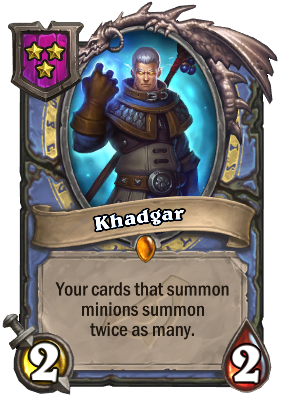 Khadgar
Your cards that summon
minions summon
twice as many.
2
2